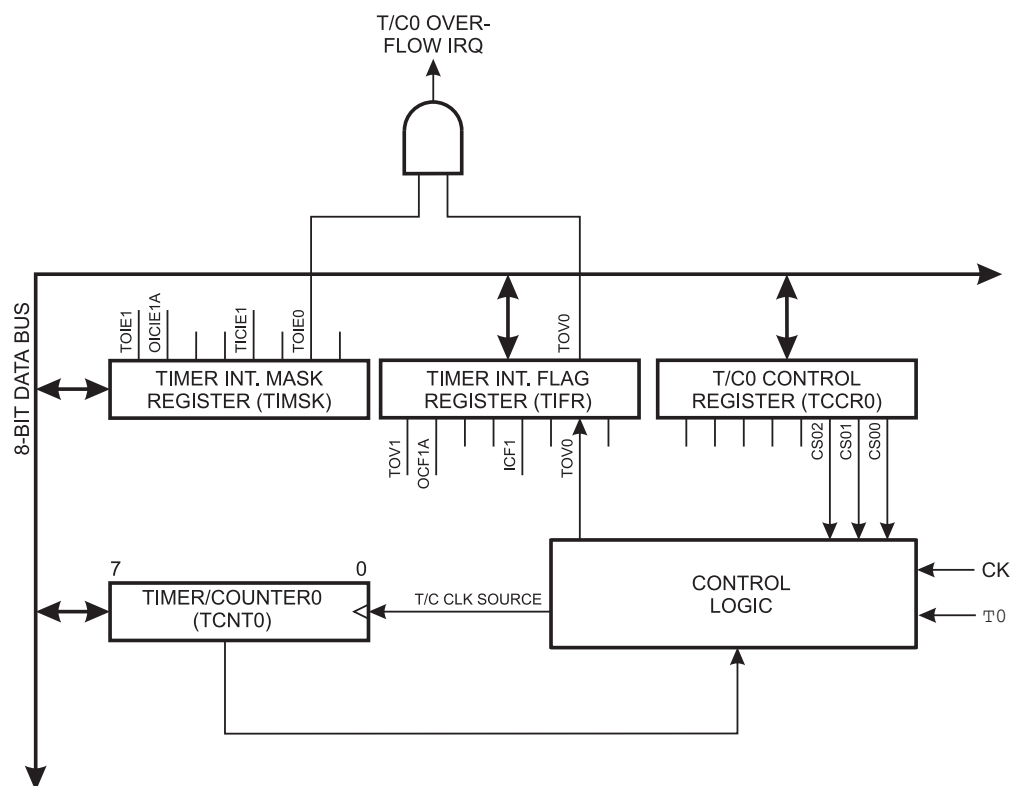 T/C0 OVER-
FLOW IRQ
8-BIT DATA BUS
TOIE1
OICIE1A
TICIE1
TOIE0
TOV0
TIMER INT. MASK
REGISTER (TIMSK)
TIMER INT. FLAG
REGISTER (TIFR)
T/C0 CONTROL
REGISTER (TCCR0)
TOV1
OCF1A
ICF1
TOV0
CS02
CS01
CS00
7
0
TIMER/COUNTER0
(TCNT0)
T/C CLK SOURCE
CONTROL
LOGIC
CK
T0